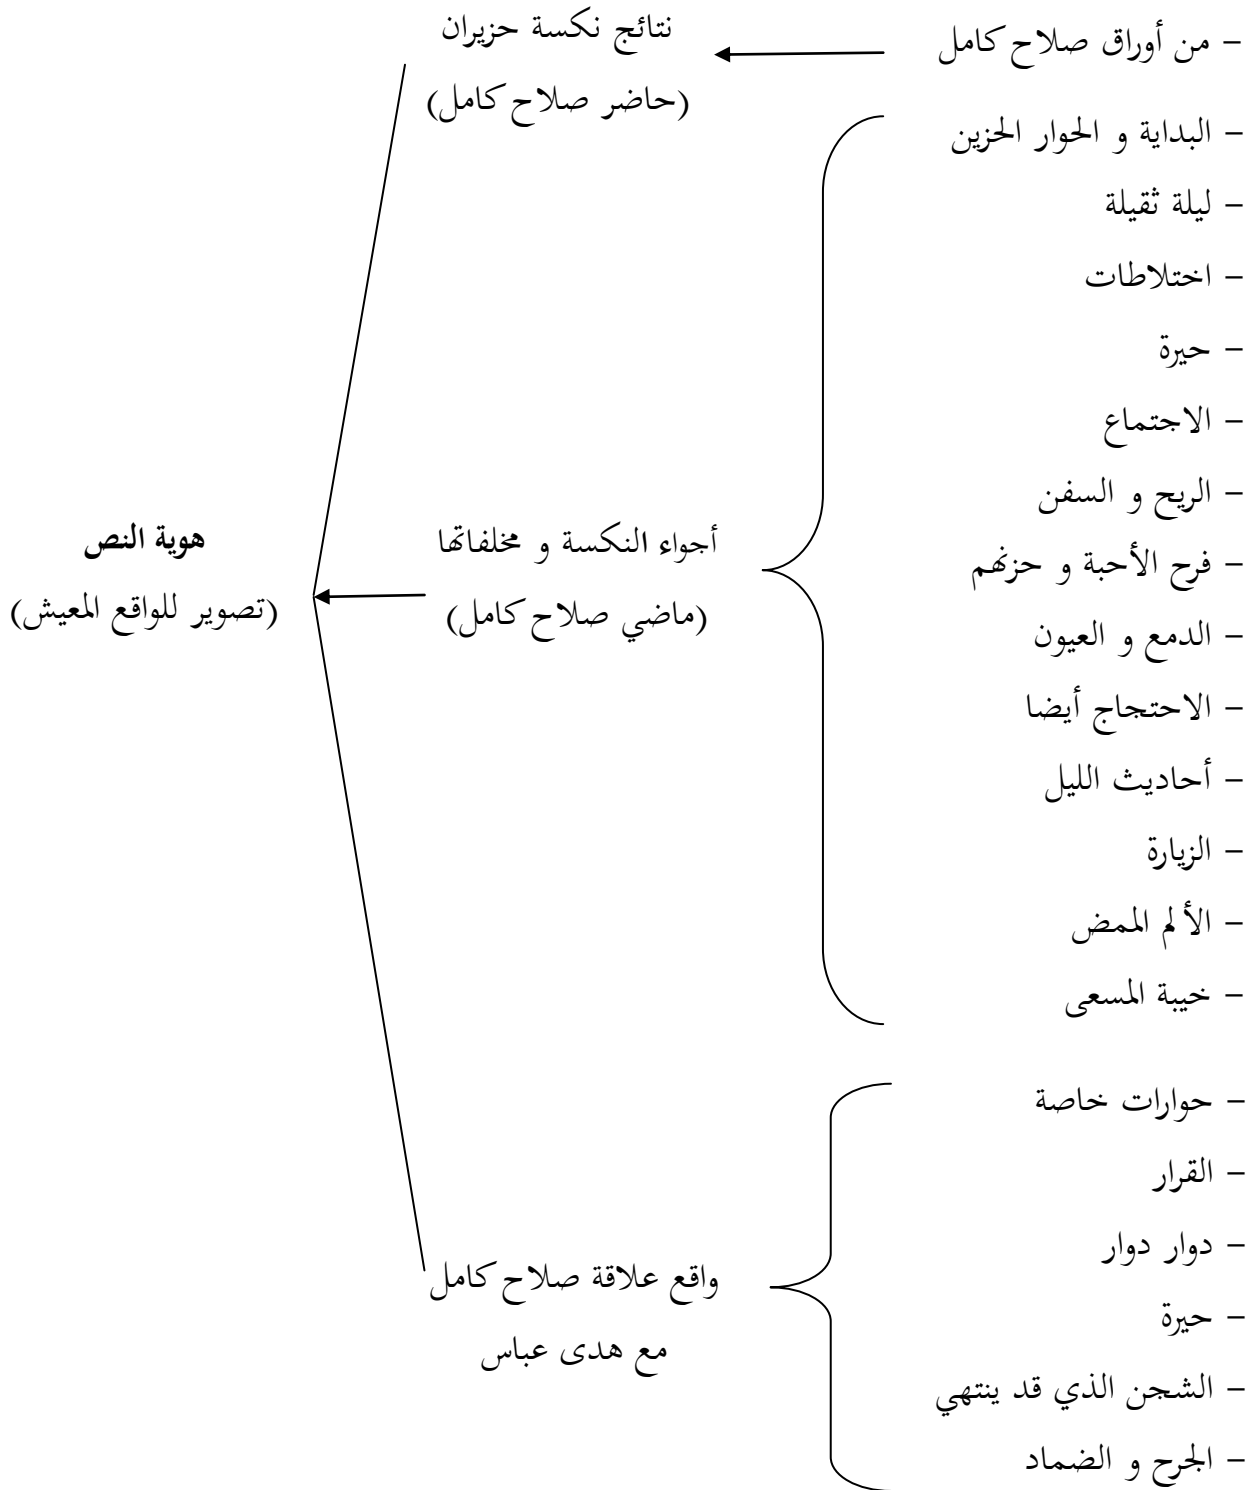 – من أوراق صلاح كامل
– البداية و الحوار الحزين
– ليلة ثقيلة
– اختلاطات
– حيرة
– الاجتماع
– الريح و السفن
– فرح الأحبة و حزنهم
– الدمع و العيون
– الاحتجاج أيضا
– أحاديث الليل
– الزيارة
– الألم الممض
– خيبة المسعى
– حوارات خاصة
– القرار
– دوار دوار
– حيرة
– الشجن الذي قد ينتهي
– الجرح و الضماد
نتائج نكسة حزيران
(حاضر صلاح كامل)
أجواء النكسة و مخلفاتها
(ماضي صلاح كامل)
واقع علاقة صلاح كامل
مع هدى عباس
هوية النص
(تصوير للواقع المعيش)